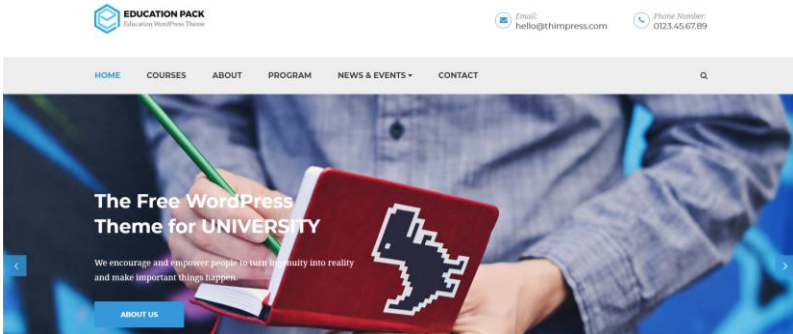 EDUCATION PACK
Education WordPress Theme
Email:
hello@thimpress.com
Phone Number:
0123.45.67.89
HOME COURSES ABOUT PROGRAM NEWS & EVENTS CONTACT
The Free WordPress
Theme for UNIVERSITY
We encourage and empower people to turn ingenuity into reality
and make important things happen.
ABOUT US